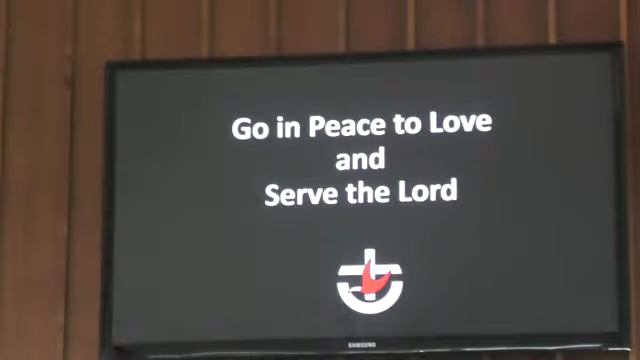 Go in Peace to Love
and
Serve the Lord
SAMSUNG